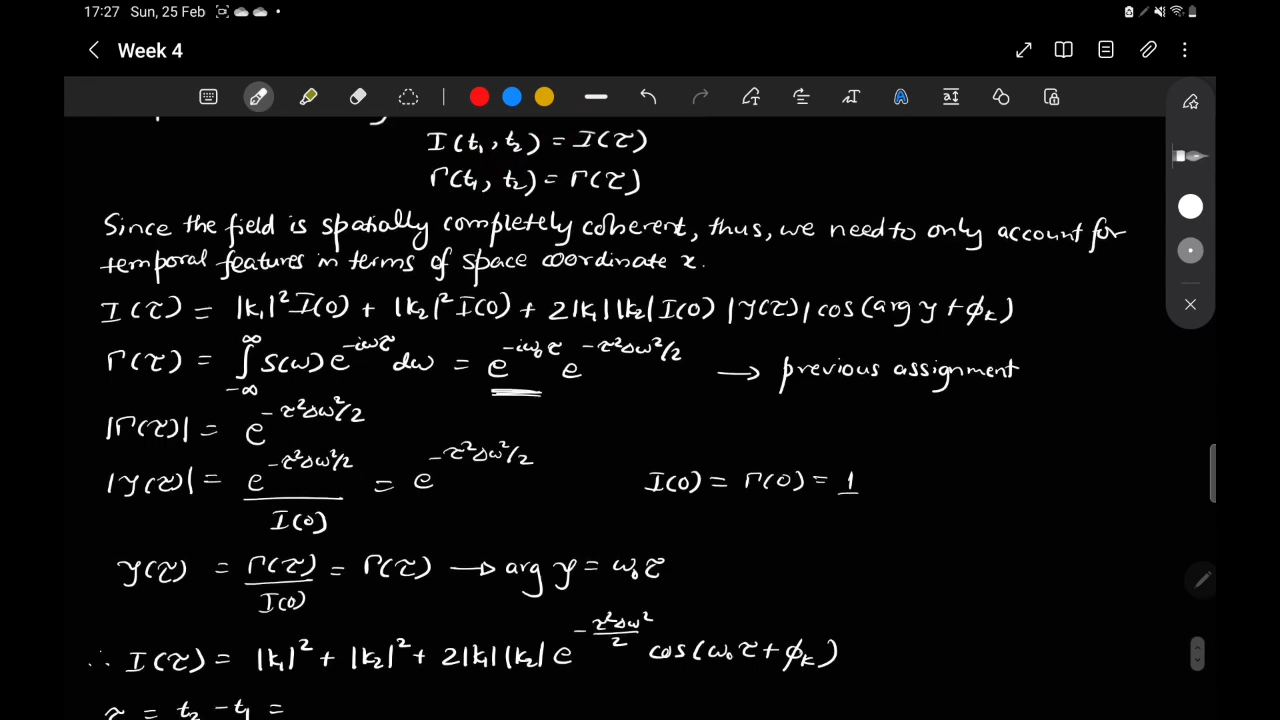 17:27 Sun, 25 Feb
Week 4
I(t₁, t₂) = I(τ)
Γ(t₁, t₂) = Γ(τ)
Since the field is spatially completely coherent, thus, we need to only account for
temporal features in terms of space coordinate x.
I(τ) = |k₁|² I(0) + |k₂|² I(0) + 2|k₁||k₂| I(0) |γ(τ)| cos(arg γ + ϕₖ)
Γ(τ) = ∫_{-∞}^{∞} S(ω) e^{-iωτ} dω = e^{-iω₀τ} e^{-τ²Δω²/2} → previous assignment
|Γ(τ)| = e^{-τ²Δω²/2}
|γ(τ)| = e^{-τ²Δω²/2} / I(0) = e^{-τ²Δω²/2} I(0) = Γ(0) = 1
γ(τ) = Γ(τ) / I(0) = Γ(τ) → arg γ = ω₀τ
∴ I(τ) = |k₁|² + |k₂|² + 2|k₁||k₂| e^{-τ²Δω²/2} cos(ω₀τ + ϕₖ)
τ = t₂ - t₁ =